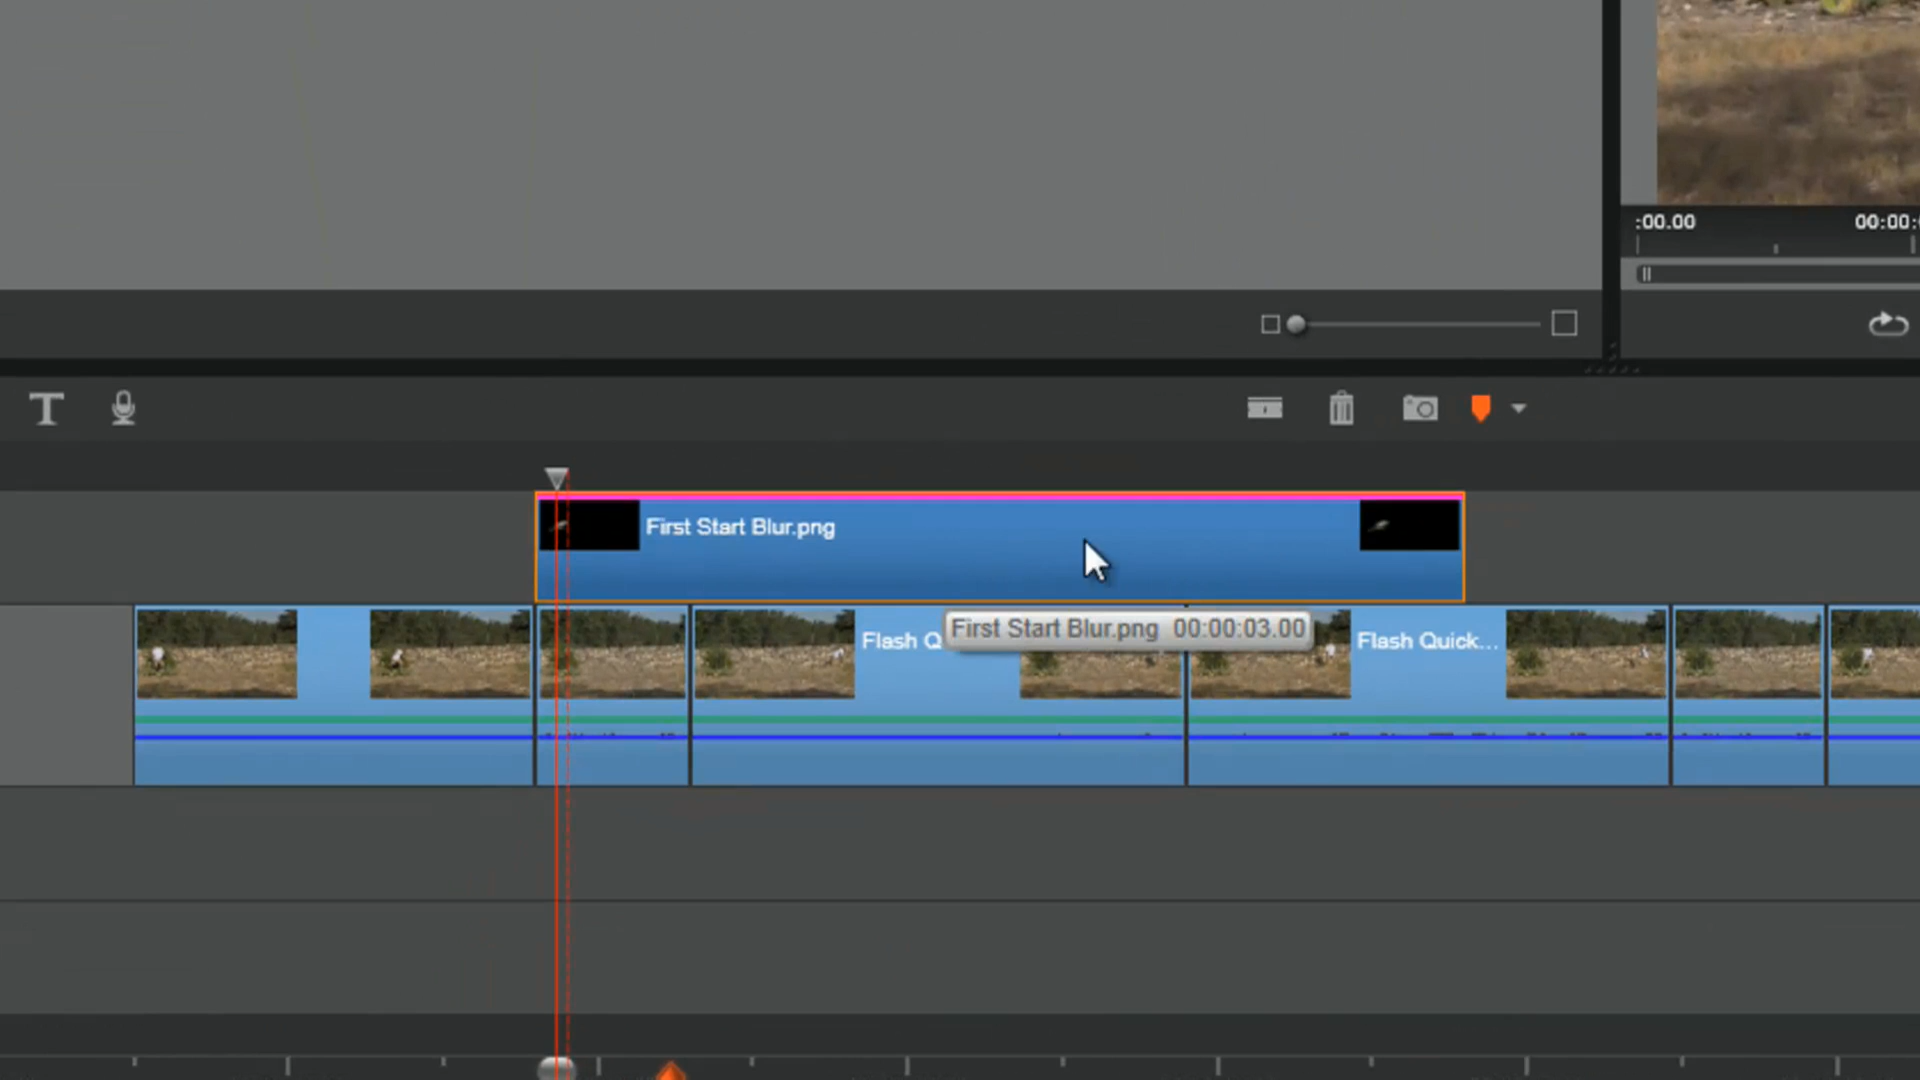 :00.00
00:00:
T
First Start Blur.png
Flash Q
First Start Blur.png 00:00:03.00
Flash Quick...